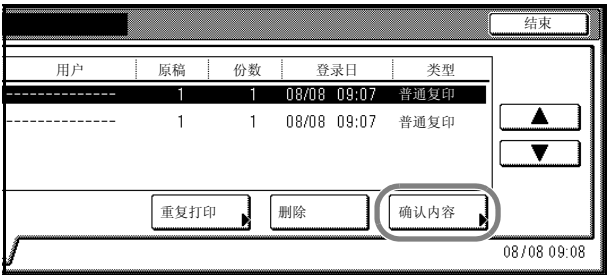 结束
用户 原稿 份数 登录日 类型
--------------- 1 1 08/08 09:07 普通复印
--------------- 1 1 08/08 09:07 普通复印
重复打印 删除 确认内容
08/08 09:08